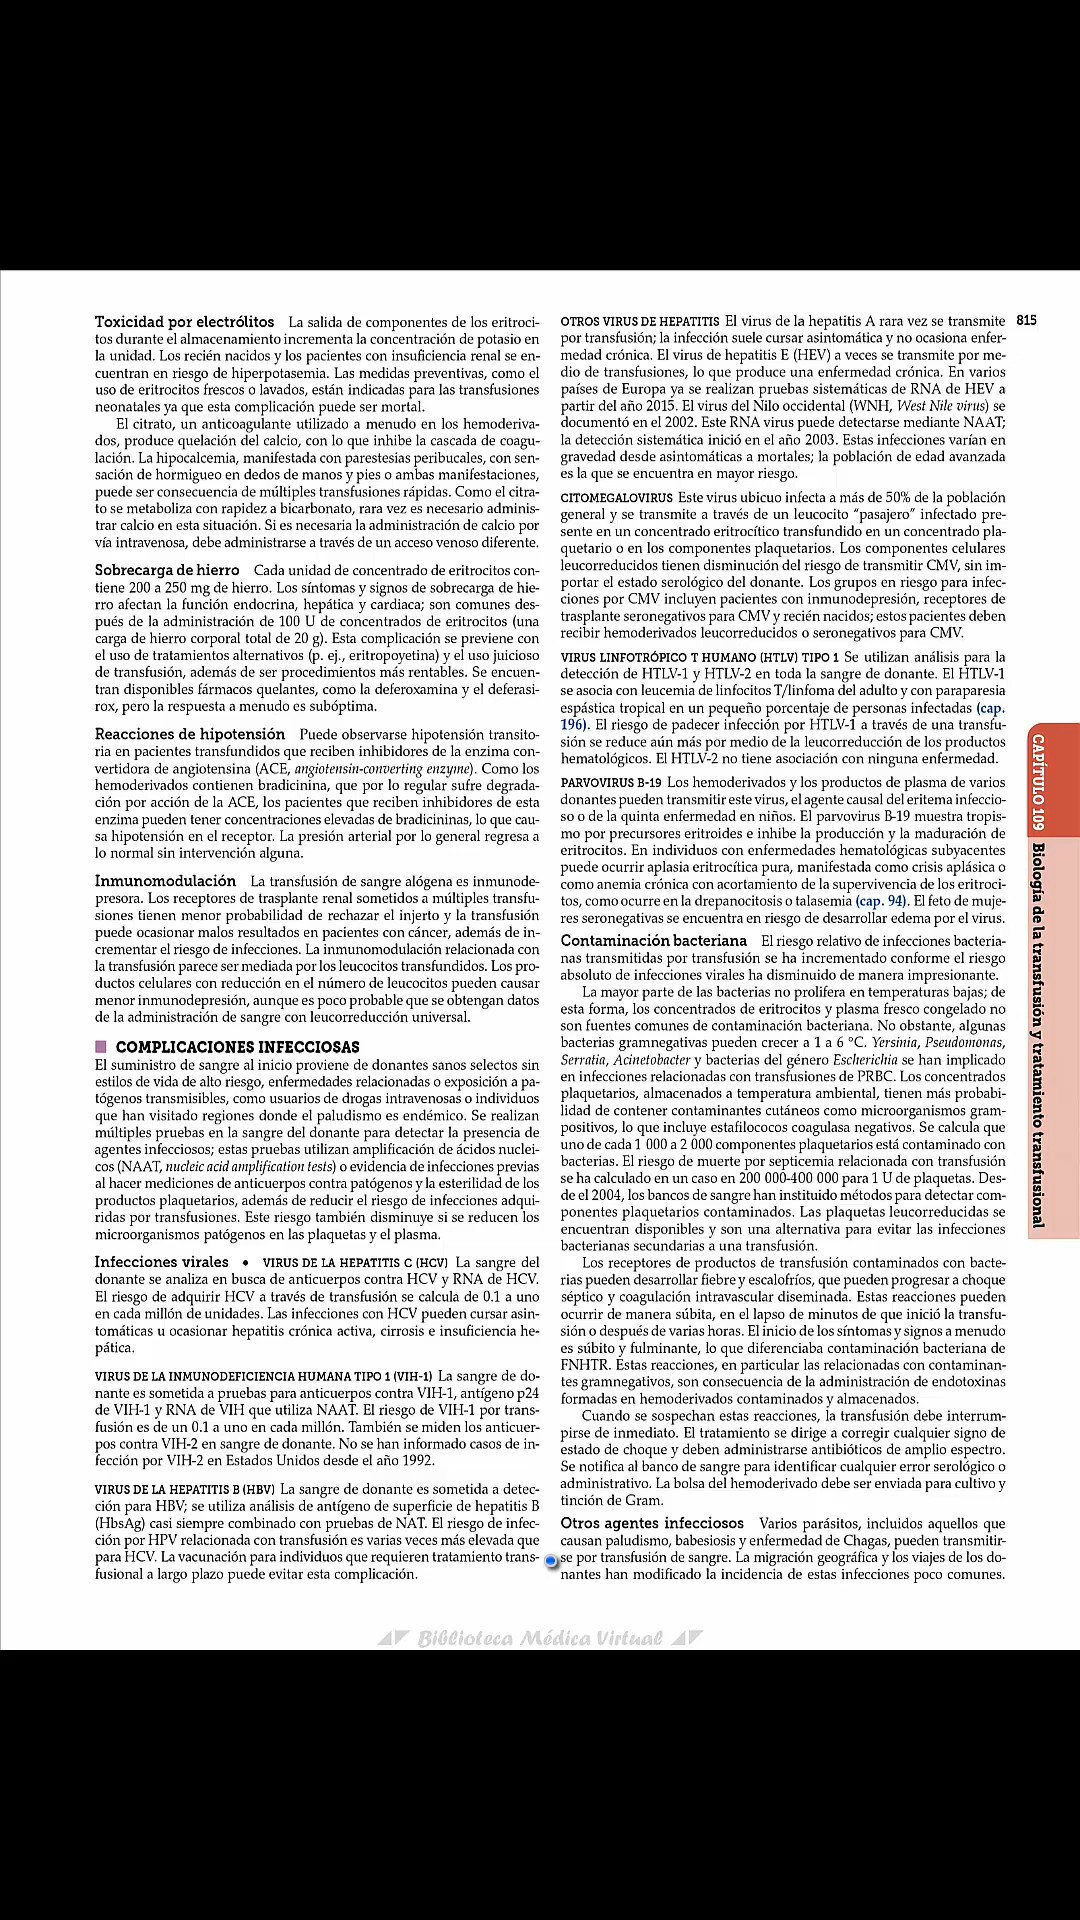 Toxicidad por electrólitos La salida de componentes de los eritroci-
tos durante el almacenamiento incrementa la concentración de potasio en
la unidad. Los recién nacidos y los pacientes con insuficiencia renal se en-
cuentran en riesgo de hiperpotasemia. Las medidas preventivas, como el
uso de eritrocitos frescos o lavados, están indicadas para las transfusiones
neonatales ya que esta complicación puede ser mortal.
El citrato, un anticoagulante utilizado a menudo en los hemoderiva-
dos, produce quelación del calcio, con lo que inhibe la cascada de coagu-
lación. La hipocalcemia, manifestada con parestesias peribucales, con sen-
sación de hormigueo en dedos de manos y pies o ambas manifestaciones,
puede ser consecuencia de múltiples transfusiones rápidas. Como el citra-
to se metaboliza con rapidez a bicarbonato, rara vez es necesario adminis-
trar calcio en esta situación. Si es necesaria la administración de calcio por
vía intravenosa, debe administrarse a través de un acceso venoso diferente.
Sobrecarga de hierro Cada unidad de concentrado de eritrocitos con-
tiene 200 a 250 mg de hierro. Los síntomas y signos de sobrecarga de hie-
rro afectan la función endocrina, hepática y cardiaca; son comunes des-
pués de la administración de 100 U de concentrados de eritrocitos (una
carga de hierro corporal total de 20 g). Esta complicación se previene con
el uso de tratamientos alternativos (p. ej., eritropoyetina) y el uso juicioso
de transfusión, además de ser procedimientos más rentables. Se encuen-
tran disponibles fármacos quelantes, como la deferoxamina y el deferasi-
rox, pero la respuesta a menudo es subóptima.
Reacciones de hipotensión Puede observarse hipotensión transito-
ria en pacientes transfundidos que reciben inhibidores de la enzima con-
vertidora de angiotensina (ACE, angiotensin-converting enzyme). Como los
hemoderivados contienen bradicinina, que por lo regular sufre degrada-
ción por acción de la ACE, los pacientes que reciben inhibidores de esta
enzima pueden tener concentraciones elevadas de bradicininas, lo que cau-
sa hipotensión en el receptor. La presión arterial por lo general regresa a
lo normal sin intervención alguna.
Inmunomodulación La transfusión de sangre alógena es inmunode-
presora. Los receptores de trasplante renal sometidos a múltiples transfu-
siones tienen menor probabilidad de rechazar el injerto y la transfusión
puede ocasionar malos resultados en pacientes con cáncer, además de in-
crementar el riesgo de infecciones. La inmunomodulación relacionada con
la transfusión parece ser mediada por los leucocitos transfundidos. Los pro-
ductos celulares con reducción en el número de leucocitos pueden causar
menor inmunodepresión, aunque es poco probable que se obtengan datos
de la administración de sangre con leucorreducción universal.
COMPLICACIONES INFECCIOSAS
El suministro de sangre al inicio proviene de donantes sanos selectos sin
estilos de vida de alto riesgo, enfermedades relacionadas o exposición a pa-
tógenos transmisibles, como usuarios de drogas intravenosas o individuos
que han visitado regiones donde el paludismo es endémico. Se realizan
múltiples pruebas en la sangre del donante para detectar la presencia de
agentes infecciosos; estas pruebas utilizan amplificación de ácidos nuclei-
cos (NAAT, nucleic acid amplification tests) o evidencia de infecciones previas
al hacer mediciones de anticuerpos contra patógenos y la esterilidad de los
productos plaquetarios, además de reducir el riesgo de infecciones adqui-
ridas por transfusiones. Este riesgo también disminuye si se reducen los
microorganismos patógenos en las plaquetas y el plasma.
Infecciones virales • VIRUS DE LA HEPATITIS C (HCV) La sangre del
donante se analiza en busca de anticuerpos contra HCV y RNA de HCV.
El riesgo de adquirir HCV a través de transfusión se calcula de 0.1 a uno
en cada millón de unidades. Las infecciones con HCV pueden cursar asin-
tomáticas u ocasionar hepatitis crónica activa, cirrosis e insuficiencia he-
pática.
VIRUS DE LA INMUNODEFICIENCIA HUMANA TIPO 1 (VIH-1) La sangre de do-
nante es sometida a pruebas para anticuerpos contra VIH-1, antígeno p24
de VIH-1 y RNA de VIH que utiliza NAAT. El riesgo de VIH-1 por trans-
fusión es de un 0.1 a uno en cada millón. También se miden los anticuer-
pos contra VIH-2 en sangre de donante. No se han informado casos de in-
fección por VIH-2 en Estados Unidos desde el año 1992.
VIRUS DE LA HEPATITIS B (HBV) La sangre de donante es sometida a detec-
ción para HBV; se utiliza análisis de antígeno de superficie de hepatitis B
(HbsAg) casi siempre combinado con pruebas de NAT. El riesgo de infec-
ción por HPV relacionada con transfusión es varias veces más elevada que
para HCV. La vacunación para individuos que requieren tratamiento trans-
fusional a largo plazo puede evitar esta complicación.
OTROS VIRUS DE HEPATITIS El virus de la hepatitis A rara vez se transmite
por transfusión; la infección suele cursar asintomática y no ocasiona enfer-
medad crónica. El virus de hepatitis E (HEV) a veces se transmite por me-
dio de transfusiones, lo que produce una enfermedad crónica. En varios
países de Europa ya se realizan pruebas sistemáticas de RNA de HEV a
partir del año 2015. El virus del Nilo occidental (WNH, West Nile virus) se
documentó en el 2002. Este RNA virus puede detectarse mediante NAAT;
la detección sistemática inició en el año 2003. Estas infecciones varían en
gravedad desde asintomáticas a mortales; la población de edad avanzada
es la que se encuentra en mayor riesgo.
CITOMEGALOVIRUS Este virus ubicuo infecta a más de 50% de la población
general y se transmite a través de un leucocito "pasajero" infectado pre-
sente en un concentrado eritrocítico transfundido en un concentrado pla-
quetario o en los componentes plaquetarios. Los componentes celulares
leucorreducidos tienen disminución del riesgo de transmitir CMV, sin im-
portar el estado serológico del donante. Los grupos en riesgo para infec-
ciones por CMV incluyen pacientes con inmunodepresión, receptores de
trasplante seronegativos para CMV y recién nacidos; estos pacientes deben
recibir hemoderivados leucorreducidos o seronegativos para CMV.
VIRUS LINFOTRÓPICO T HUMANO (HTLV) TIPO 1 Se utilizan análisis para la
detección de HTLV-1 y HTLV-2 en toda la sangre de donante. El HTLV-1
se asocia con leucemia de linfocitos T/linfoma del adulto y con paraparesia
espástica tropical en un pequeño porcentaje de personas infectadas (cap.
196). El riesgo de padecer infección por HTLV-1 a través de una transfu-
sión se reduce aún más por medio de la leucorreducción de los productos
hematológicos. El HTLV-2 no tiene asociación con ninguna enfermedad.
PARVOVIRUS B-19 Los hemoderivados y los productos de plasma de varios
donantes pueden transmitir este virus, el agente causal del eritema infeccio-
so o de la quinta enfermedad en niños. El parvovirus B-19 muestra tropis-
mo por precursores eritroides e inhibe la producción y la maduración de
eritrocitos. En individuos con enfermedades hematológicas subyacentes
puede ocurrir aplasia eritrocítica pura, manifestada como crisis aplásica o
como anemia crónica con acortamiento de la supervivencia de los eritroci-
tos, como ocurre en la drepanocitosis o talasemia (cap. 94). El feto de muje-
res seronegativas se encuentra en riesgo de desarrollar edema por el virus.
Contaminación bacteriana El riesgo relativo de infecciones bacteria-
nas transmitidas por transfusión se ha incrementado conforme el riesgo
absoluto de infecciones virales ha disminuido de manera impresionante.
La mayor parte de las bacterias no prolifera en temperaturas bajas; de
esta forma, los concentrados de eritrocitos y plasma fresco congelado no
son fuentes comunes de contaminación bacteriana. No obstante, algunas
bacterias gramnegativas pueden crecer a 1 a 6 °C. Yersinia, Pseudomonas,
Serratia, Acinetobacter y bacterias del género Escherichia se han implicado
en infecciones relacionadas con transfusiones de PRBC. Los concentrados
plaquetarios, almacenados a temperatura ambiental, tienen más probabi-
lidad de contener contaminantes cutáneos como microorganismos gram-
positivos, lo que incluye estafilococos coagulasa negativos. Se calcula que
uno de cada 1 000 a 2 000 componentes plaquetarios está contaminado con
bacterias. El riesgo de muerte por septicemia relacionada con transfusión
se ha calculado en un caso en 200 000-400 000 para 1 U de plaquetas. Des-
de el 2004, los bancos de sangre han instituido métodos para detectar com-
ponentes plaquetarios contaminados. Las plaquetas leucorreducidas se
encuentran disponibles y son una alternativa para evitar las infecciones
bacterianas secundarias a una transfusión.
Los receptores de productos de transfusión contaminados con bacte-
rias pueden desarrollar fiebre y escalofríos, que pueden progresar a choque
séptico y coagulación intravascular diseminada. Estas reacciones pueden
ocurrir de manera súbita, en el lapso de minutos de que inició la transfu-
sión o después de varias horas. El inicio de los síntomas y signos a menudo
es súbito y fulminante, lo que diferenciaba contaminación bacteriana de
FNHTR. Estas reacciones, en particular las relacionadas con contaminan-
tes gramnegativos, son consecuencia de la administración de endotoxinas
formadas en hemoderivados contaminados y almacenados.
Cuando se sospechan estas reacciones, la transfusión debe interrum-
pirse de inmediato. El tratamiento se dirige a corregir cualquier signo de
estado de choque y deben administrarse antibióticos de amplio espectro.
Se notifica al banco de sangre para identificar cualquier error serológico o
administrativo. La bolsa del hemoderivado debe ser enviada para cultivo y
tinción de Gram.
Otros agentes infecciosos Varios parásitos, incluidos aquellos que
causan paludismo, babesiosis y enfermedad de Chagas, pueden transmitir-
se por transfusión de sangre. La migración geográfica y los viajes de los do-
nantes han modificado la incidencia de estas infecciones poco comunes.
815
CAPÍTULO 109 Biología de la transfusión y tratamiento transfusional
Biblioteca Médica Virtual